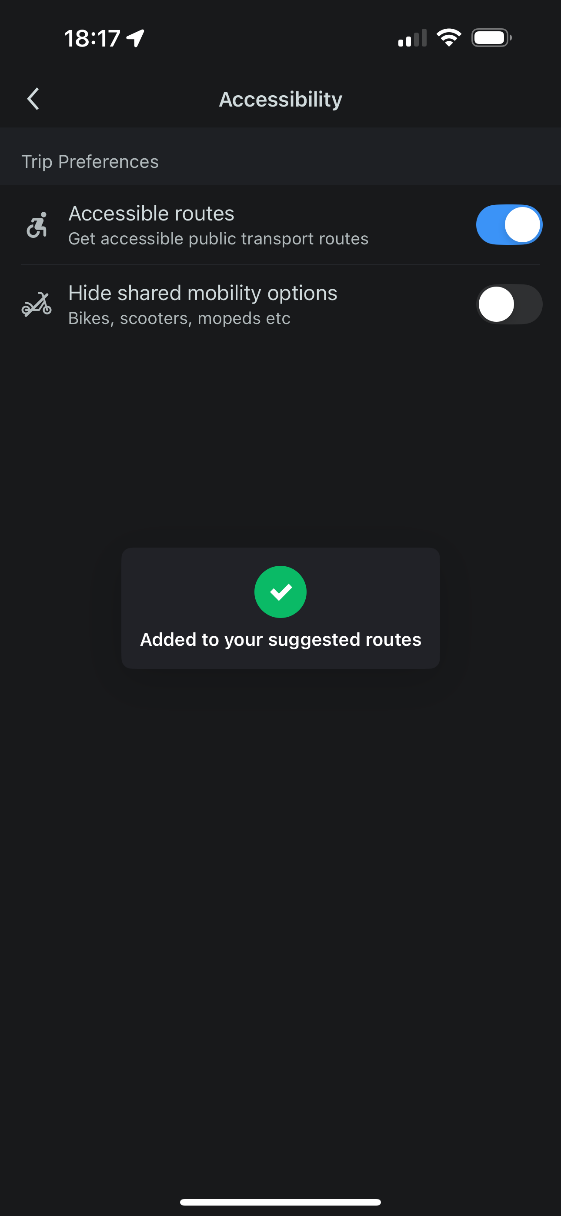 18:17
Accessibility
Trip Preferences
Accessible routes
Get accessible public transport routes
Hide shared mobility options
Bikes, scooters, mopeds etc
Added to your suggested routes